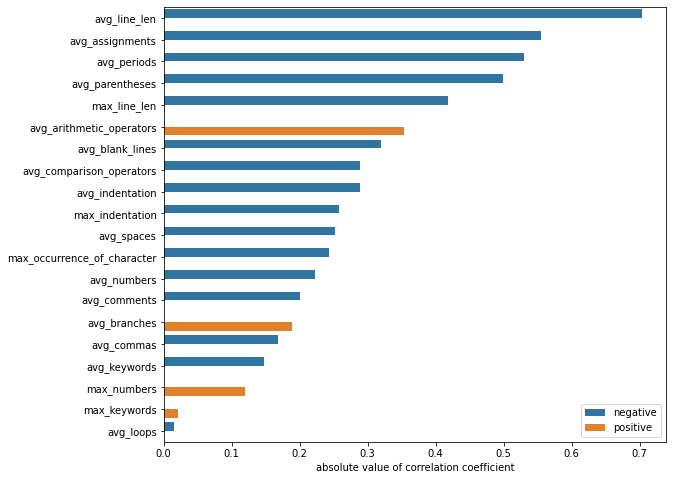 avg_line_len
avg_assignments
avg_periods
avg_parentheses
max_line_len
avg_arithmetic_operators
avg_blank_lines
avg_comparison_operators
avg_indentation
max_indentation
avg_spaces
max_occurrence_of_character
avg_numbers
avg_comments
avg_branches
avg_commas
avg_keywords
max_numbers
max_keywords
avg_loops
negative
positive
0.0 0.1 0.2 0.3 0.4 0.5 0.6 0.7
absolute value of correlation coefficient